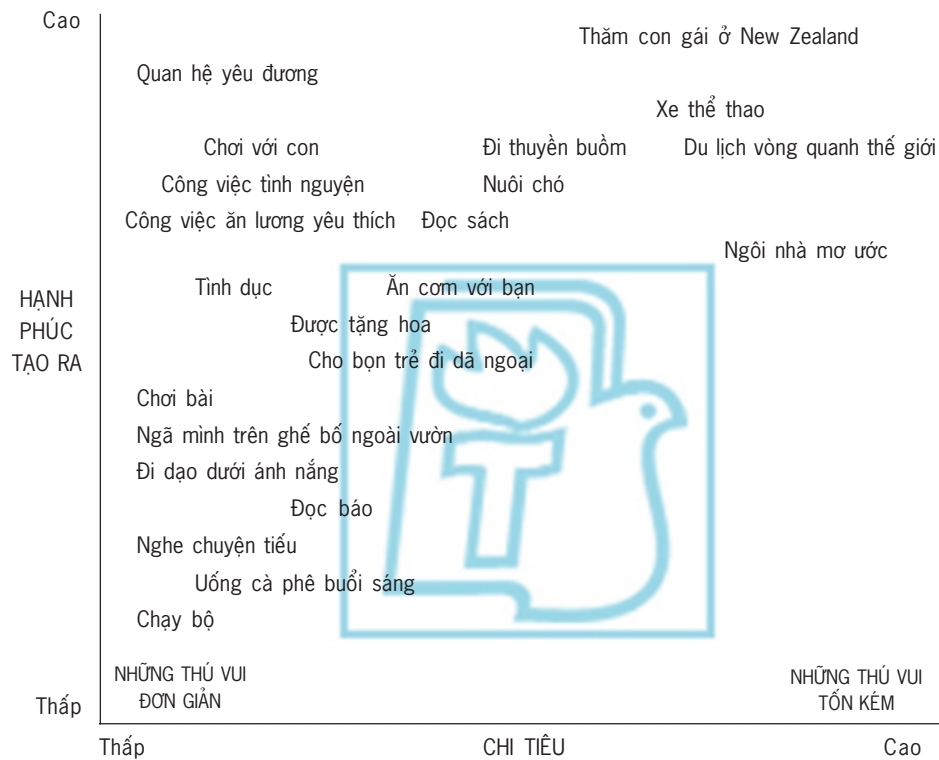 Cao
Thăm con gái ở New Zealand
Quan hệ yêu đương
Xe thể thao
Chơi với con Đi thuyền buồm Du lịch vòng quanh thế giới
Công việc tình nguyện Nuôi chó
Công việc ăn lương yêu thích Đọc sách
Ngôi nhà mơ ước
Tình dục Ăn cơm với bạn
HẠNH
PHÚC
TẠO RA
Được tặng hoa
Cho bọn trẻ đi dã ngoại
Chơi bài
Ngã mình trên ghế bố ngoài vườn
Đi dạo dưới ánh nắng
Đọc báo
Nghe chuyện tiếu
Uống cà phê buổi sáng
Chạy bộ
NHỮNG THÚ VUI
ĐƠN GIẢN
NHỮNG THÚ VUI
TỐN KÉM
Thấp
Thấp CHI TIÊU Cao
T